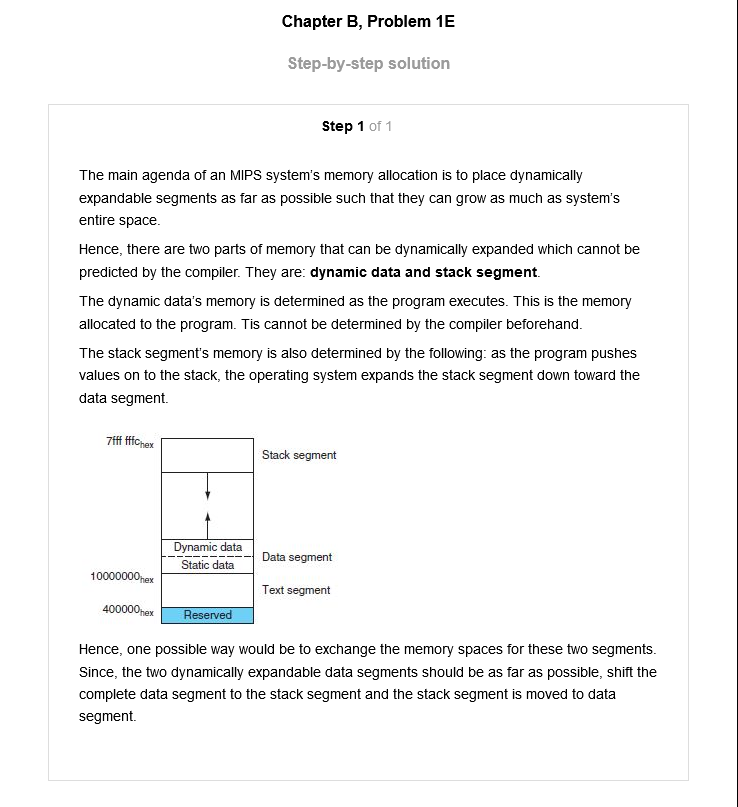 Chapter B, Problem 1E
Step-by-step solution
Step 1 of 1
The main agenda of an MIPS system's memory allocation is to place dynamically
expandable segments as far as possible such that they can grow as much as system's
entire space.
Hence, there are two parts of memory that can be dynamically expanded which cannot be
predicted by the compiler. They are: dynamic data and stack segment.
The dynamic data's memory is determined as the program executes. This is the memory
allocated to the program. Tis cannot be determined by the compiler beforehand.
The stack segment's memory is also determined by the following: as the program pushes
values on to the stack, the operating system expands the stack segment down toward the
data segment.
7fff fffchex
Stack segment
Dynamic data
Data segment
Static data
10000000hex
Text segment
400000hex
Reserved
Hence, one possible way would be to exchange the memory spaces for these two segments.
Since, the two dynamically expandable data segments should be as far as possible, shift the
complete data segment to the stack segment and the stack segment is moved to data
segment.